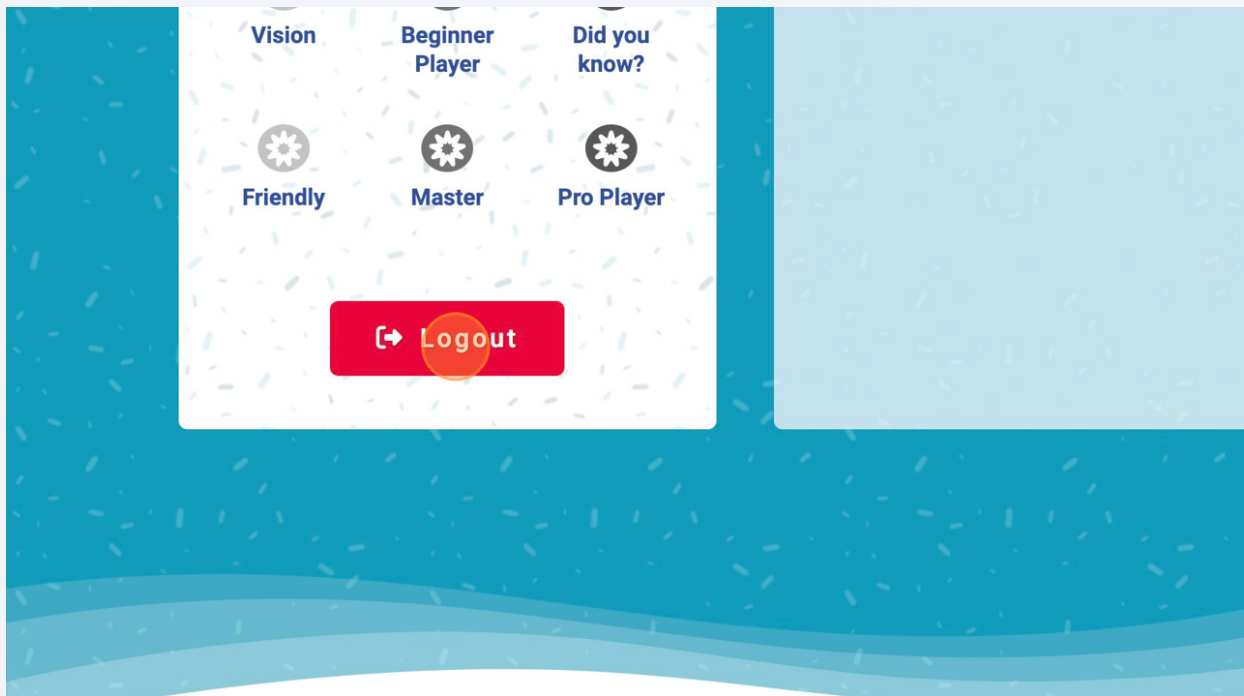 Vision
Beginner
Player
Did you
know?
Friendly
Master
Pro Player
Logout